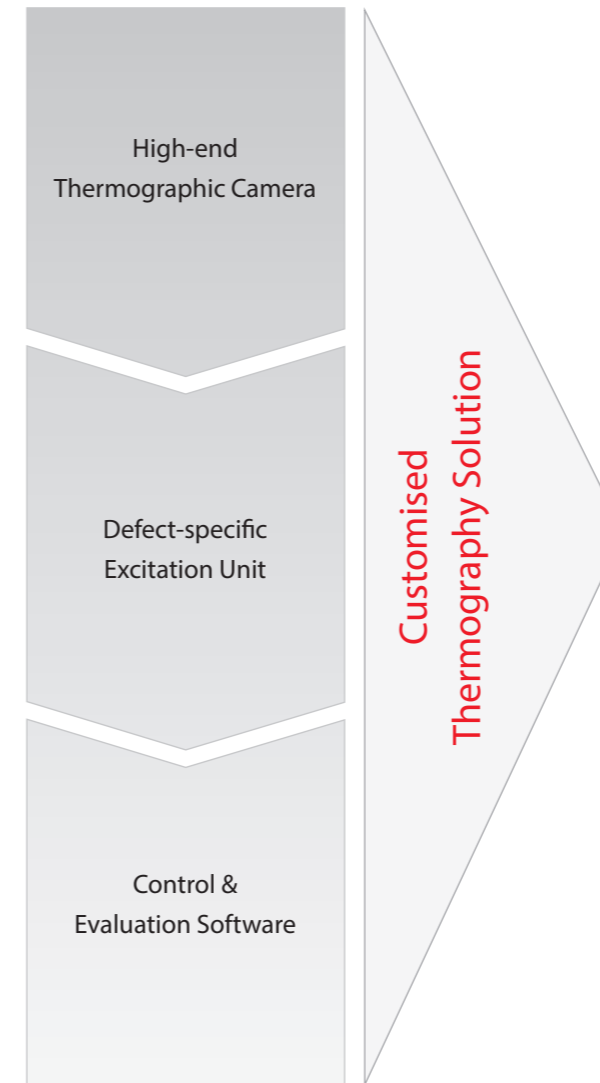 High-end
Thermographic Camera
Defect-specific
Excitation Unit
Control &
Evaluation Software
Customised
Thermography Solution